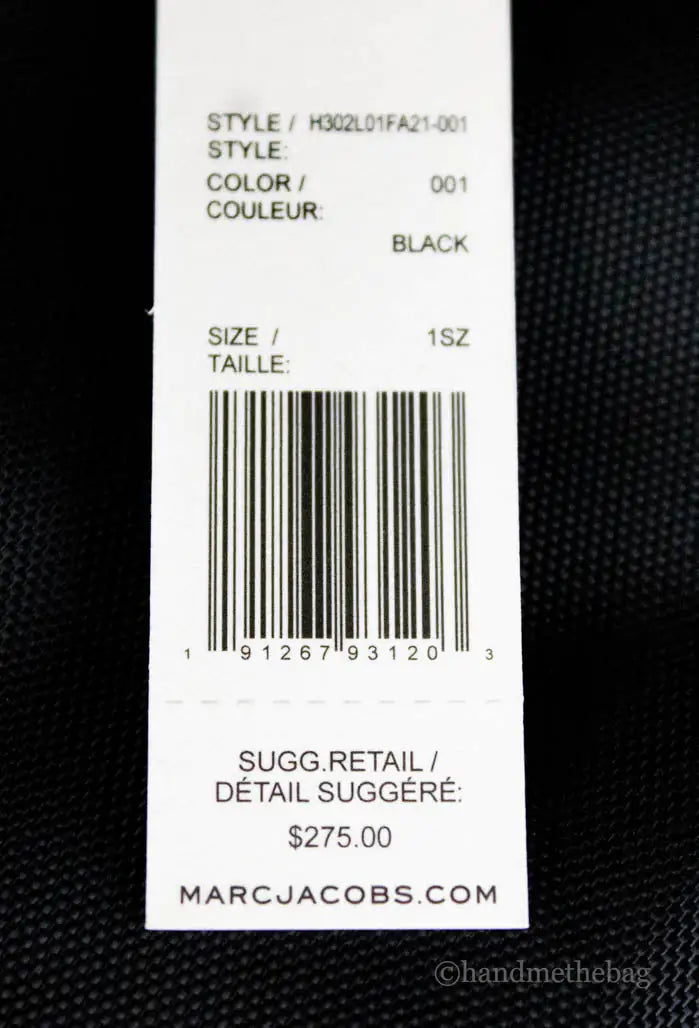 STYLE / H302L01FA21-001
STYLE:
COLOR / 001
COULEUR:
BLACK
SIZE / 1SZ
TAILLE:
1 91267 93120 3
SUGG.RETAIL /
DÉTAIL SUGGÉRÉ:
$275.00
MARCJACOBS.COM
©handmethebag